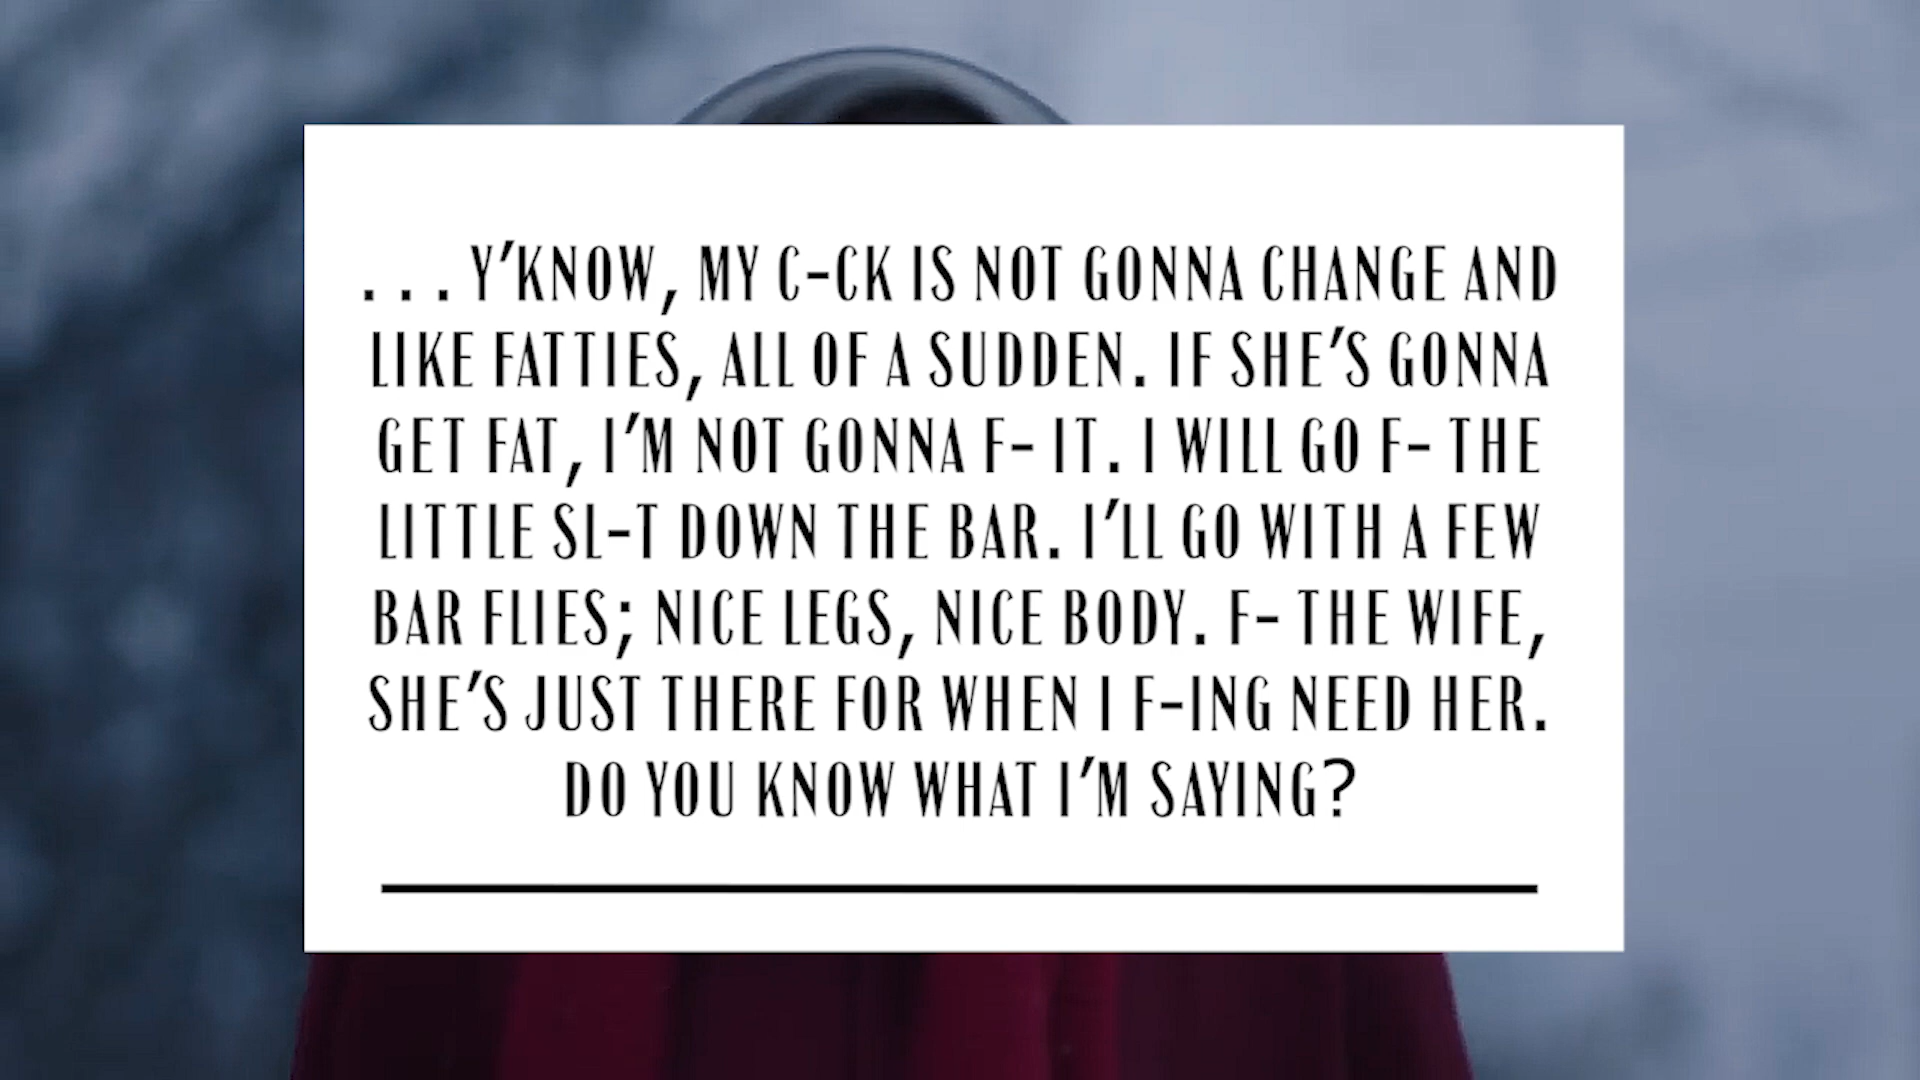 ...Y'KNOW, MY C-CK IS NOT GONNA CHANGE AND
LIKE FATTIES, ALL OF A SUDDEN. IF SHE'S GONNA
GET FAT, I'M NOT GONNA F- IT. I WILL GO F- THE
LITTLE SL-T DOWN THE BAR. I'LL GO WITH A FEW
BAR FLIES; NICE LEGS, NICE BODY. F- THE WIFE,
SHE'S JUST THERE FOR WHEN I F-ING NEED HER.
DO YOU KNOW WHAT I'M SAYING?